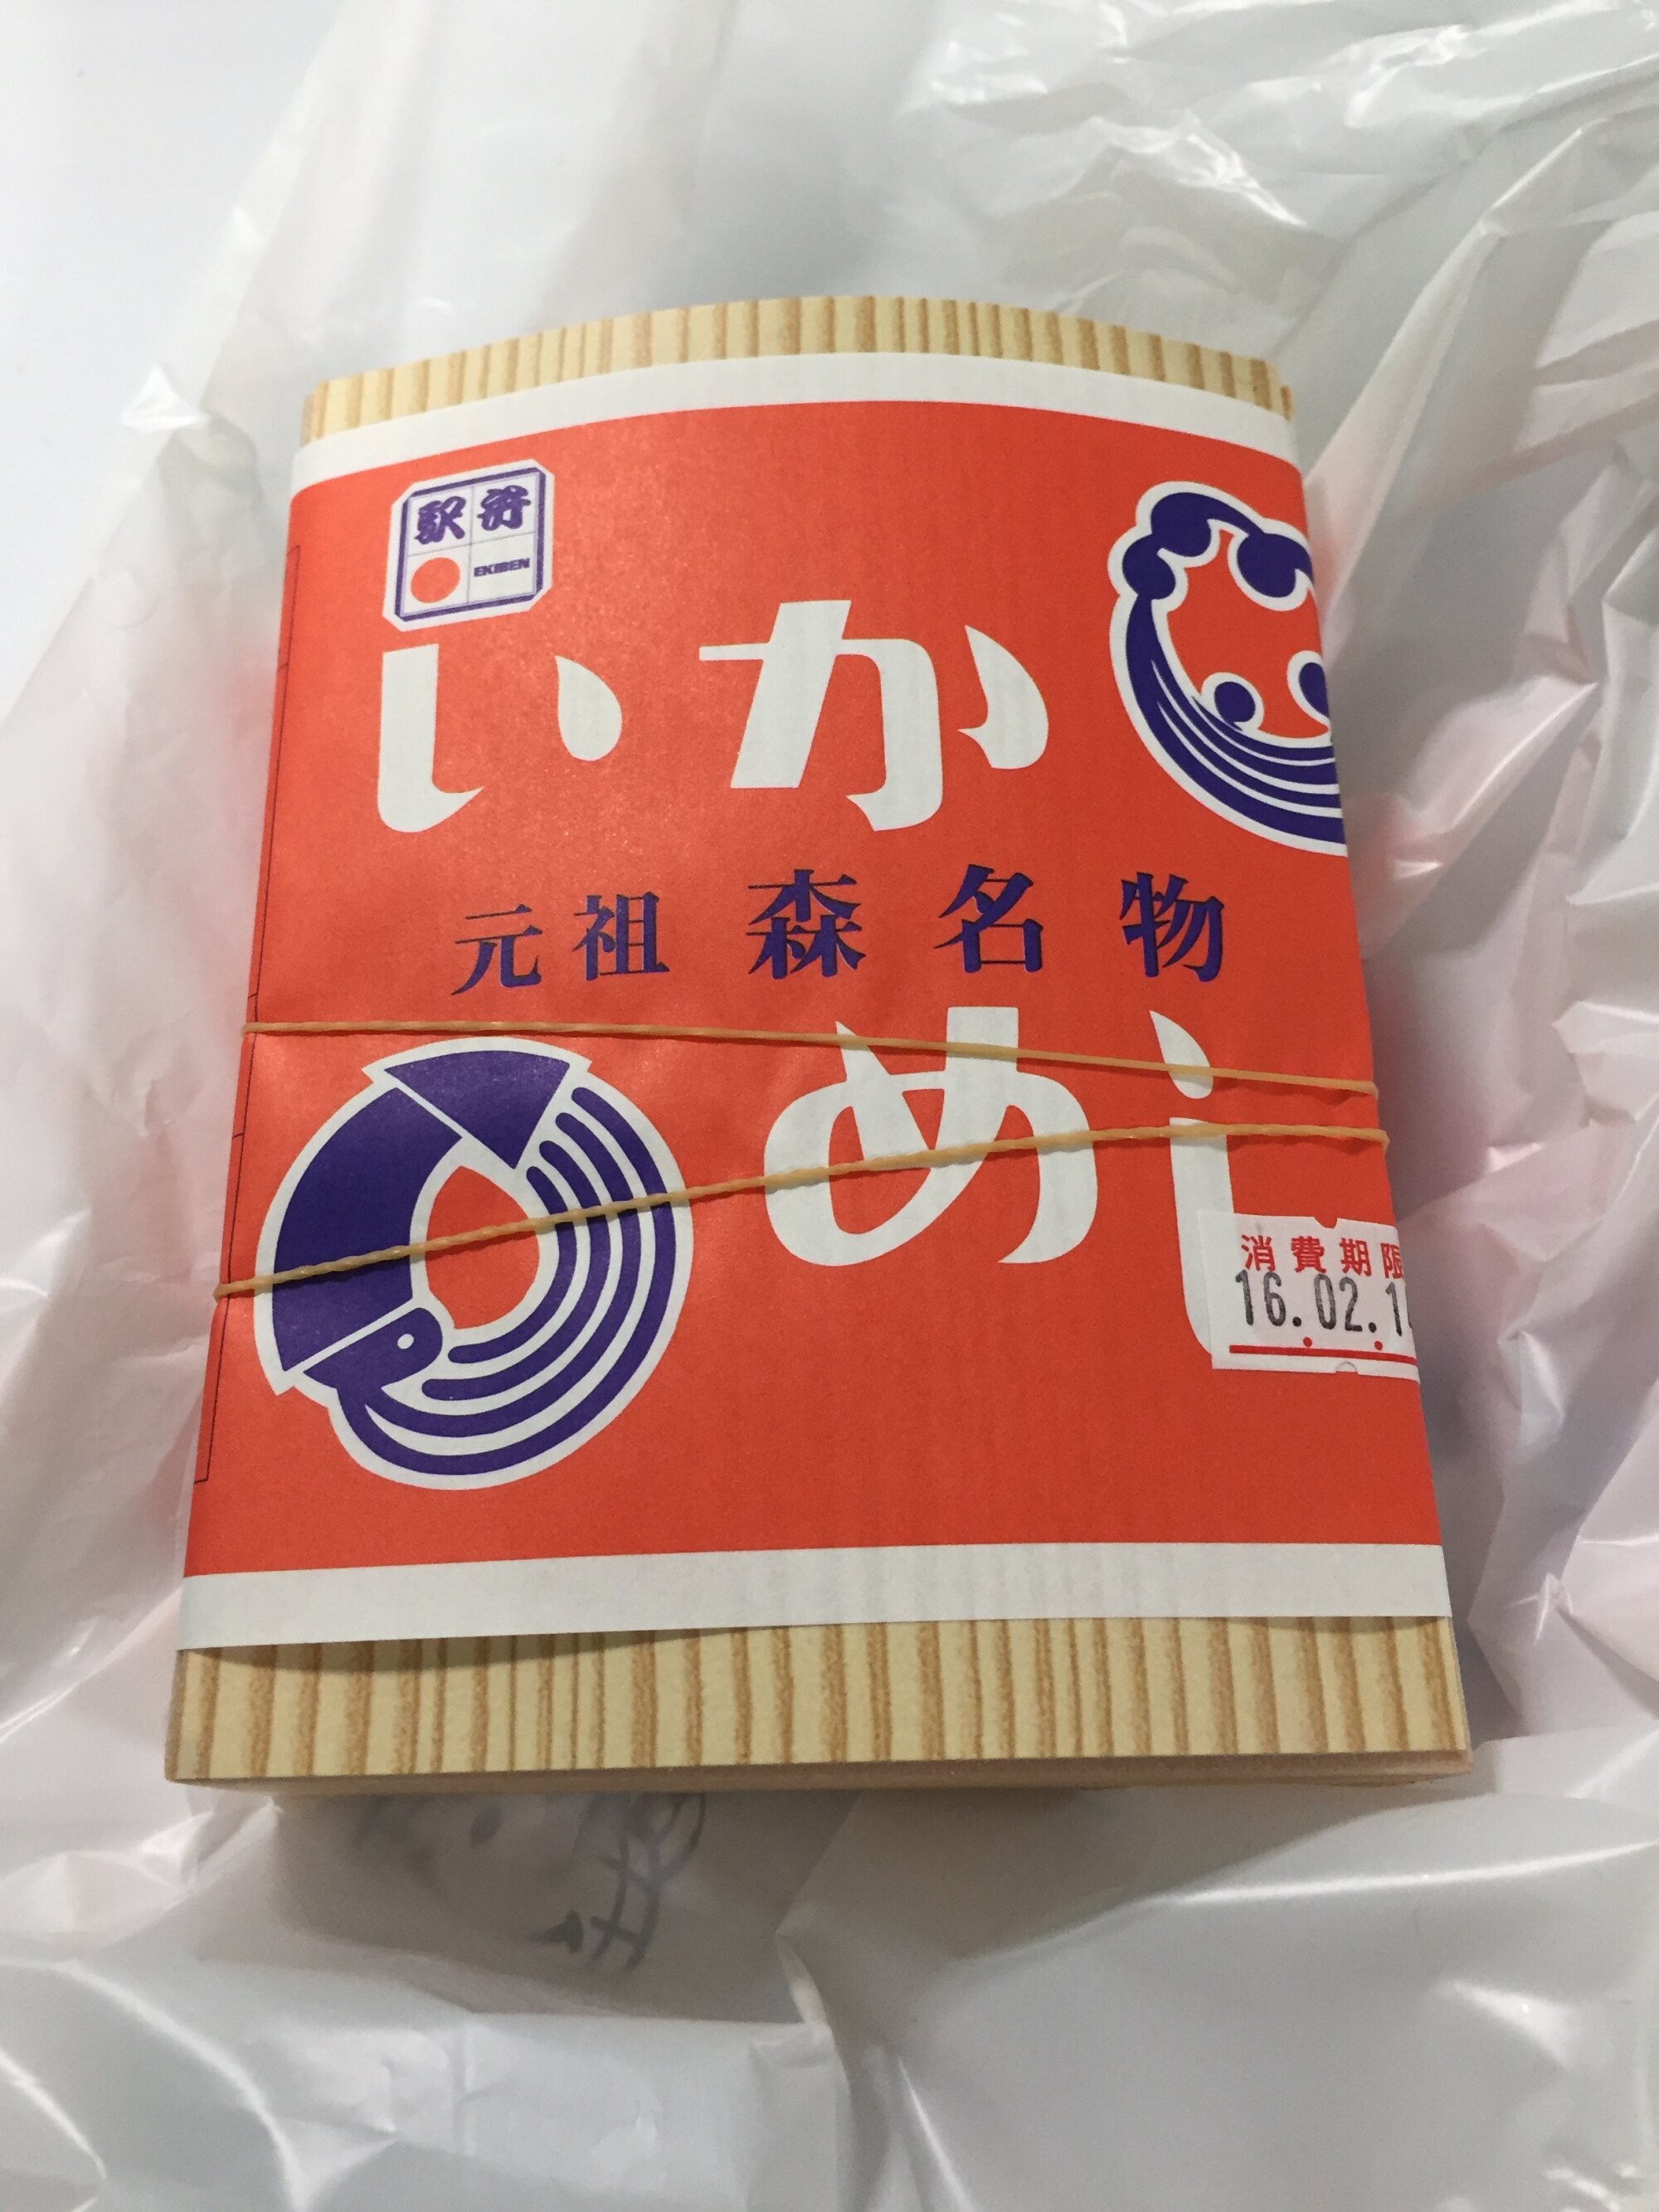 駅弁
EKIBEN
いか
元祖 森名物
めし
消費期限
16.02.1